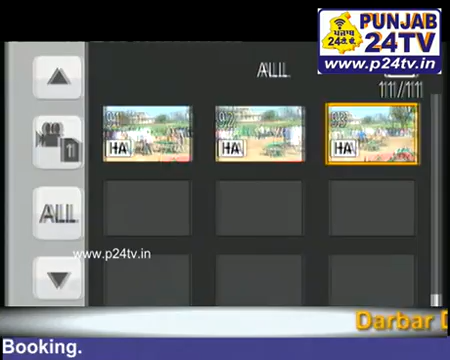 PUNJAB
ਪੰਜਾਬ
24TV
www.p24tv.in
ALL
111/111
HA
HA
HA
ALL
www.p24tv.in
Darbar D
Booking.